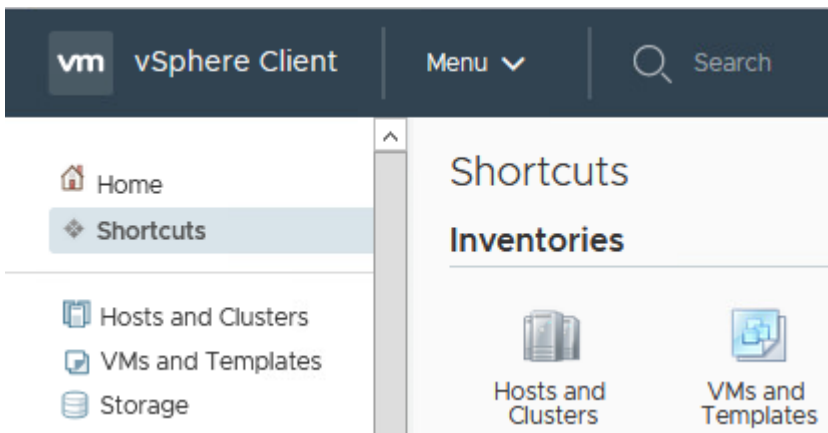 vm vSphere Client Menu Search
Home
Shortcuts
Hosts and Clusters
VMs and Templates
Storage
Shortcuts
Inventories
Hosts and
Clusters
VMs and
Templates